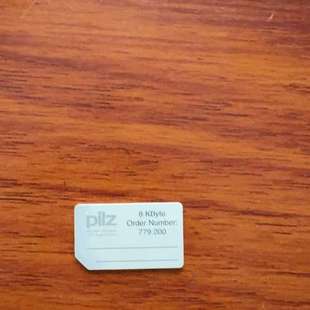 pilz
8 KByte
Order Number:
779 200